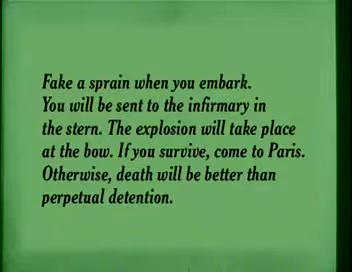 Fake a sprain when you embark.
You will be sent to the infirmary in
the stern. The explosion will take place
at the bow. If you survive, come to Paris.
Otherwise, death will be better than
perpetual detention.